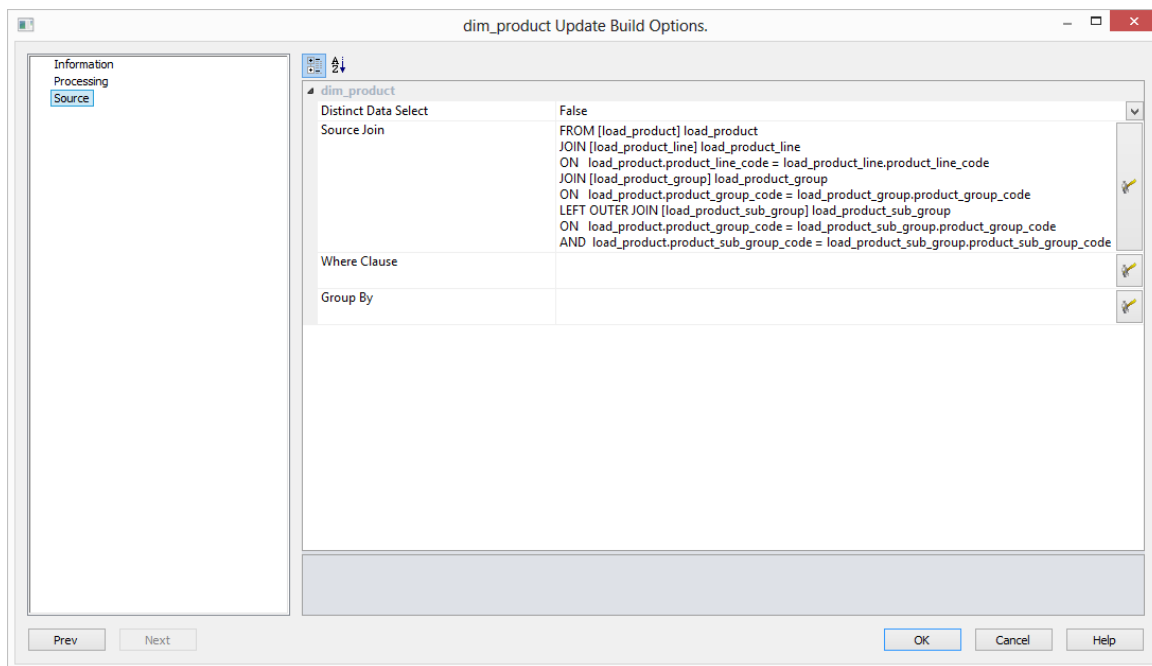 dim_product Update Build Options.
Information
Processing
Source
dim_product
Distinct Data Select False
Source Join FROM [load_product] load_product
JOIN [load_product_line] load_product_line
ON load_product.product_line_code = load_product_line.product_line_code
JOIN [load_product_group] load_product_group
ON load_product.product_group_code = load_product_group.product_group_code
LEFT OUTER JOIN [load_product_sub_group] load_product_sub_group
ON load_product.product_group_code = load_product_sub_group.product_group_code
AND load_product.product_sub_group_code = load_product_sub_group.product_sub_group_code
Where Clause
Group By
Prev Next OK Cancel Help